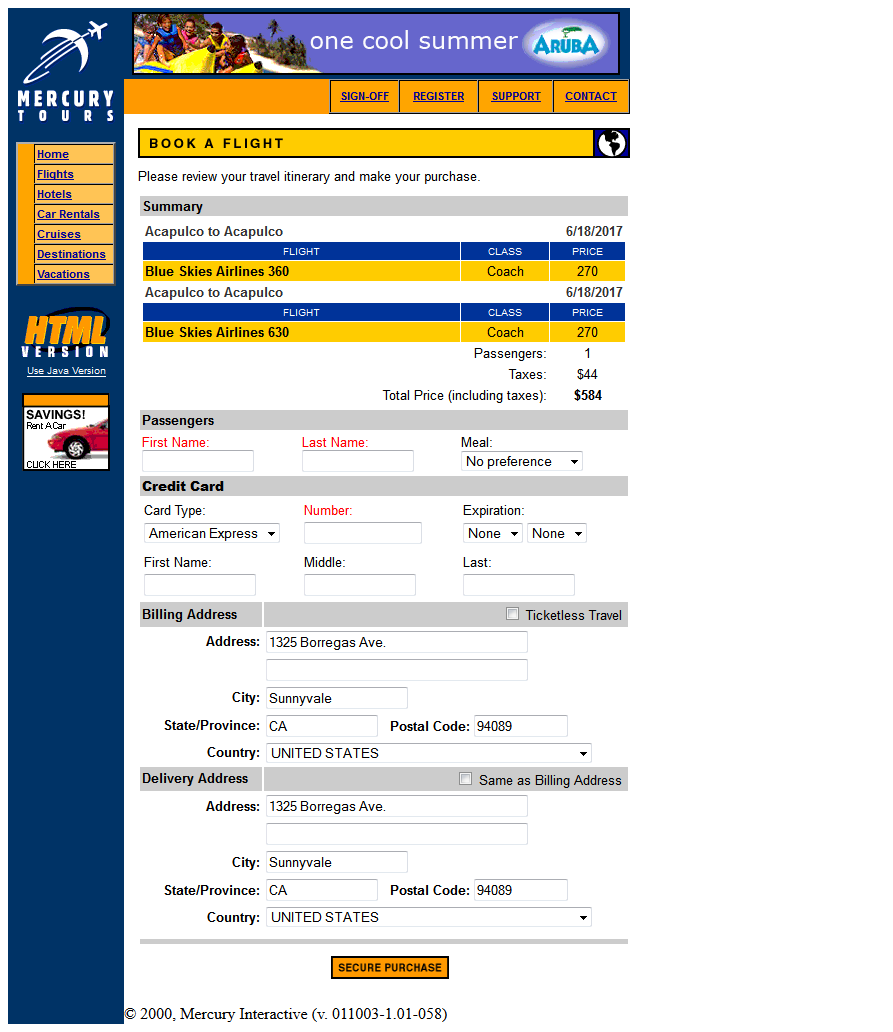 one cool summer ARUBA
MERCURY
TOURS
SIGN-OFF REGISTER SUPPORT CONTACT
Home
Flights
Hotels
Car Rentals
Cruises
Destinations
Vacations
HTML
VERSION
Use Java Version
SAVINGS!
Rent A Car
CLICK HERE
BOOK A FLIGHT
Please review your travel itinerary and make your purchase.
Summary
Acapulco to Acapulco 6/18/2017
FLIGHT CLASS PRICE
Blue Skies Airlines 360 Coach 270
Acapulco to Acapulco 6/18/2017
FLIGHT CLASS PRICE
Blue Skies Airlines 630 Coach 270
Passengers: 1
Taxes: $44
Total Price (including taxes): $584
Passengers
First Name: Last Name: Meal:
No preference
Credit Card
Card Type: Number: Expiration:
American Express None None
First Name: Middle: Last:
Billing Address Ticketless Travel
Address: 1325 Borregas Ave.
City: Sunnyvale
State/Province: CA Postal Code: 94089
Country: UNITED STATES
Delivery Address Same as Billing Address
Address: 1325 Borregas Ave.
City: Sunnyvale
State/Province: CA Postal Code: 94089
Country: UNITED STATES
SECURE PURCHASE
© 2000, Mercury Interactive (v. 011003-1.01-058)